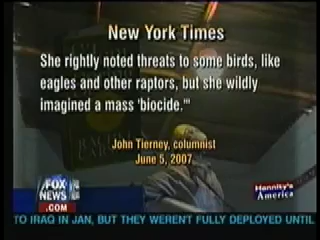 New York Times
She rightly noted threats to some birds, like
eagles and other raptors, but she wildly
imagined a mass 'biocide.'"
John Tierney, columnist
June 5, 2007
FOX
NEWS
.COM
Hannity's
America
TO IRAQ IN JAN, BUT THEY WEREN'T FULLY DEPLOYED UNTIL